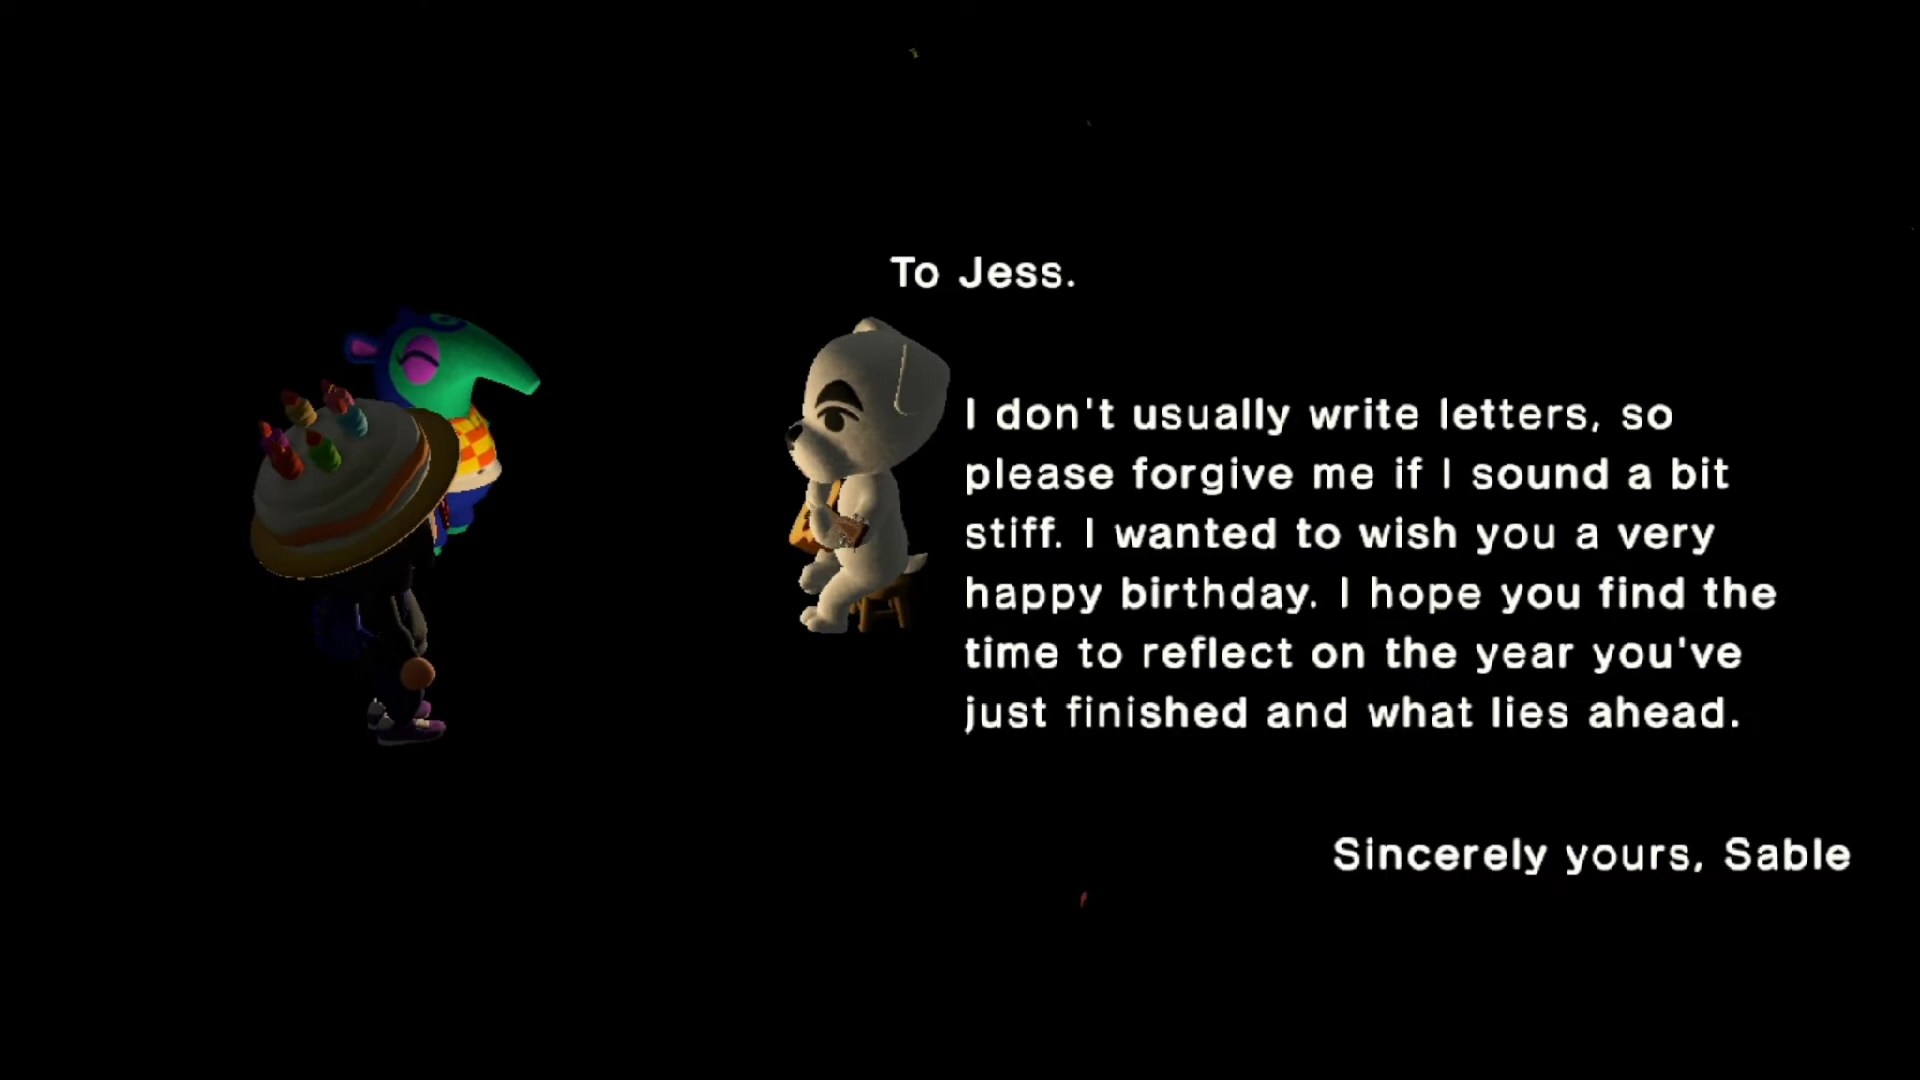 To Jess.
I don't usually write letters, so
please forgive me if I sound a bit
stiff. I wanted to wish you a very
happy birthday. I hope you find the
time to reflect on the year you've
just finished and what lies ahead.
Sincerely yours, Sable